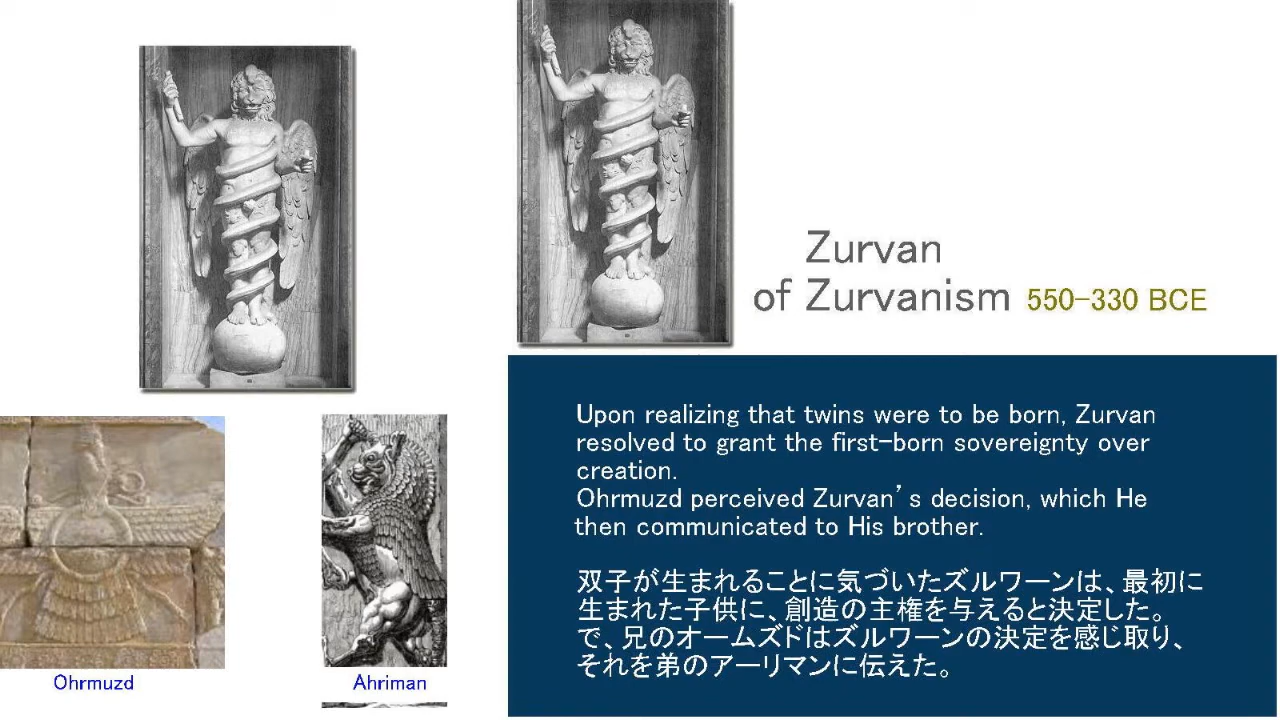 Zurvan
of Zurvanism 550-330 BCE
Upon realizing that twins were to be born, Zurvan
resolved to grant the first-born sovereignty over
creation.
Ohrmuzd perceived Zurvan’s decision, which He
then communicated to His brother.
双子が生まれることに気づいたズルワーンは、最初に
生まれた子供に、創造の主権を与えると決定した。
で、兄のオームズドはズルワーンの決定を感じ取り、
それを弟のアーリマンに伝えた。
Ohrmuzd
Ahriman